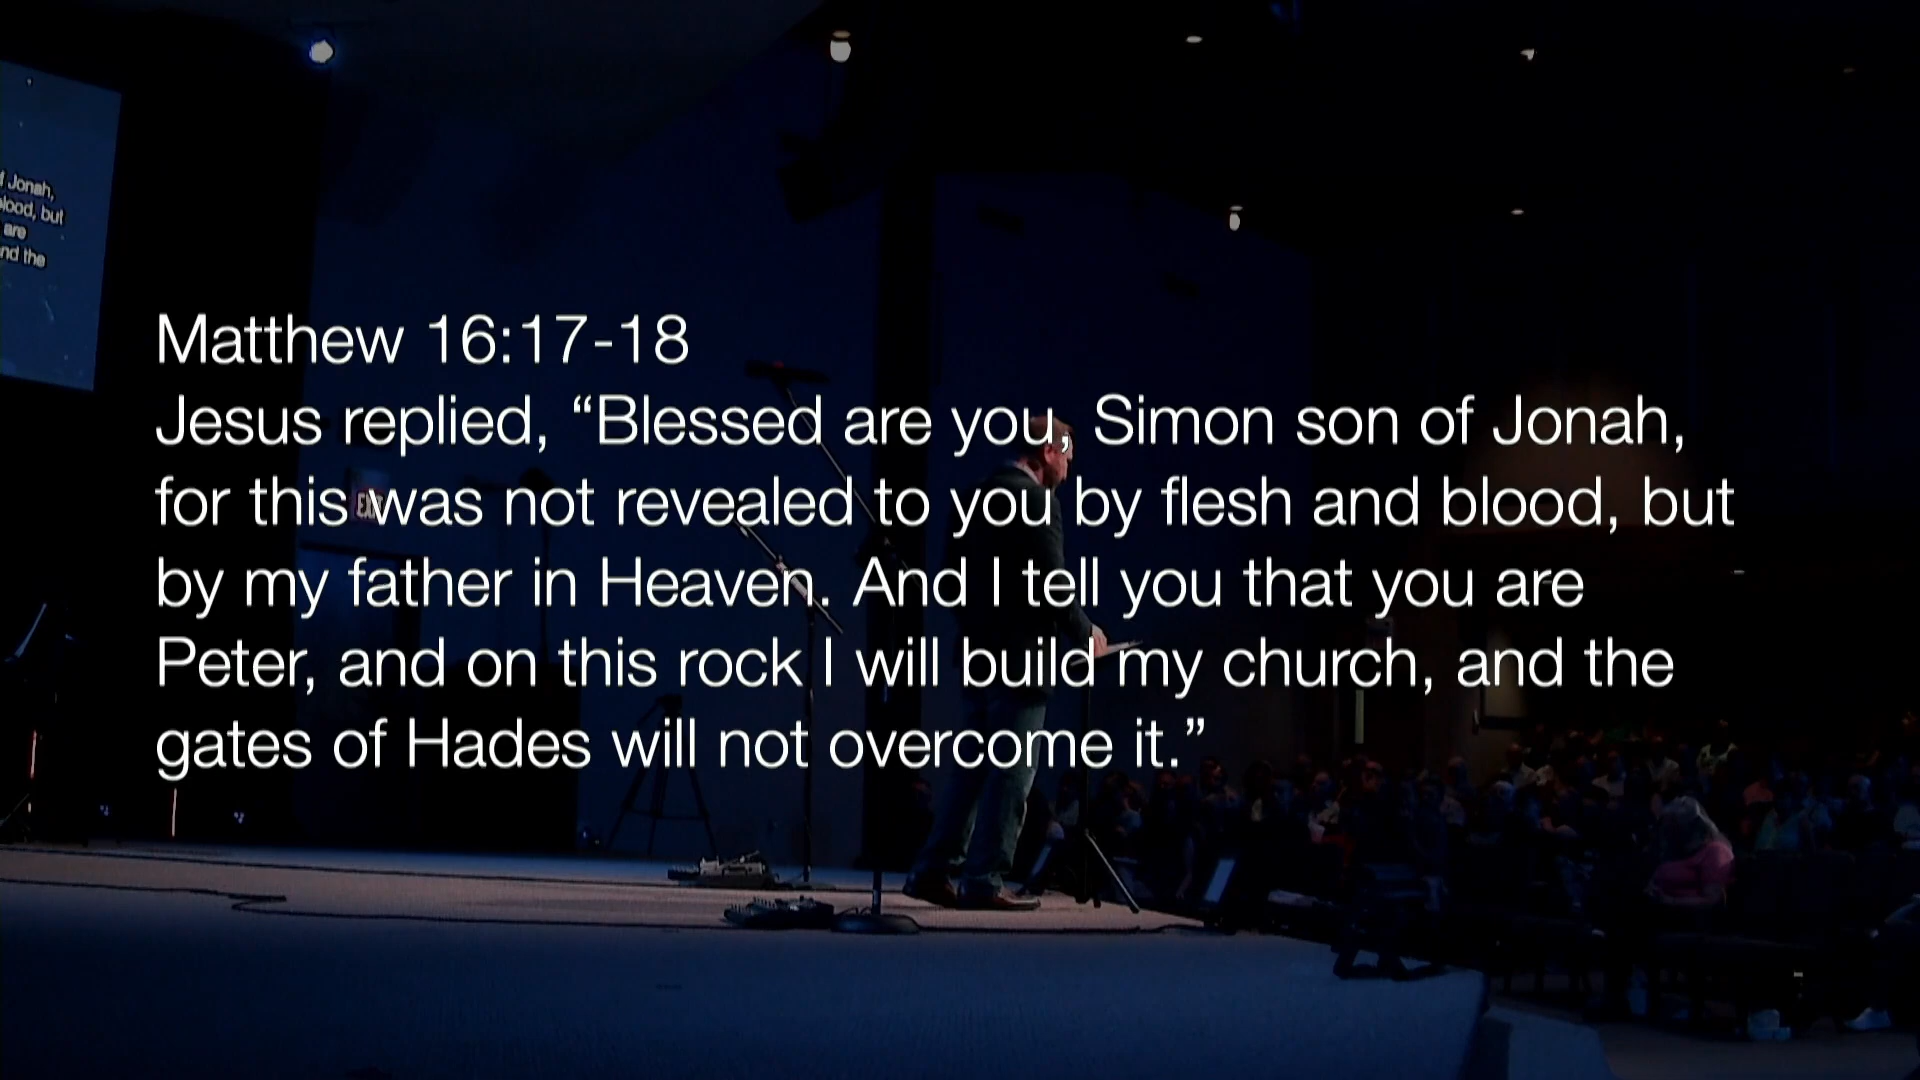 f Jonah,
blood, but
are
nd the
Matthew 16:17-18
Jesus replied, “Blessed are you, Simon son of Jonah,
for this was not revealed to you by flesh and blood, but
by my father in Heaven. And I tell you that you are
Peter, and on this rock I will build my church, and the
gates of Hades will not overcome it.”
EXIT